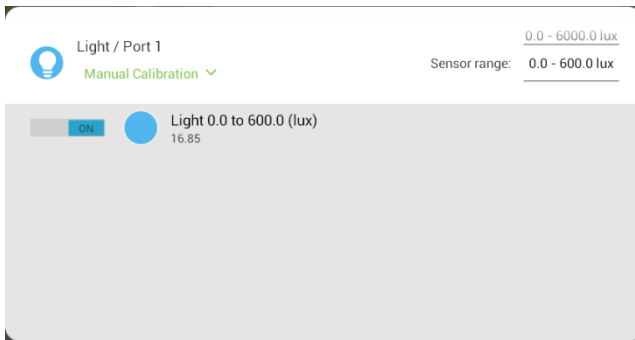 Light / Port 1
Manual Calibration
0.0 - 6000.0 lux
Sensor range: 0.0 - 600.0 lux
ON
Light 0.0 to 600.0 (lux)
16.85